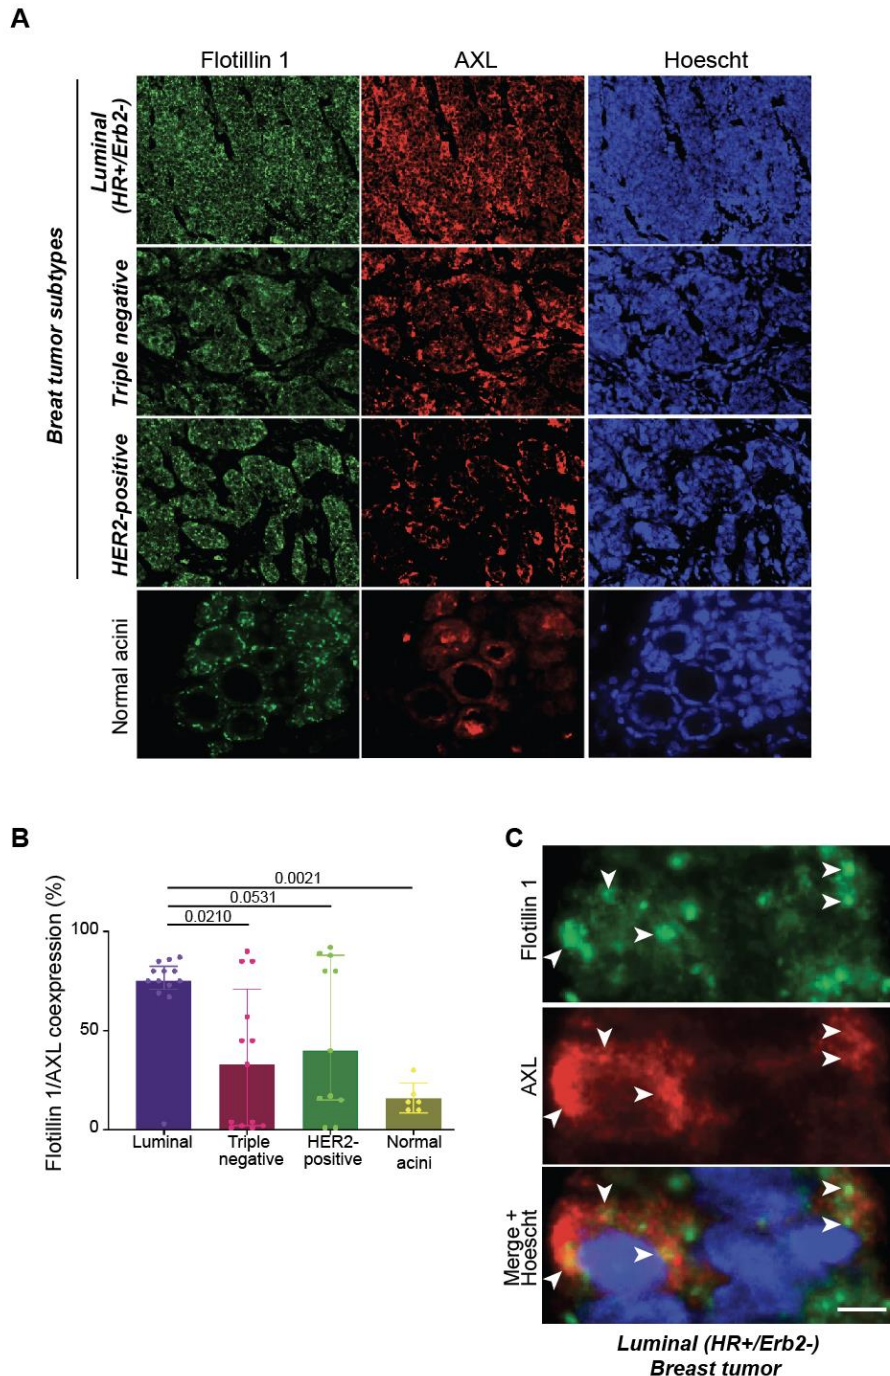 A
Flotillin 1 AXL Hoescht
Breat tumor subtypes
Luminal
(HR+/Erb2-)
Triple negative
HER2-positive
Normal acini
B
Flotillin 1/AXL coexpression (%)
0.0021
0.0531
0.0210
100
50
0
Luminal
Triple
negative
HER2-
positive
Normal
acini
C
Flotillin 1
AXL
Merge +
Hoescht
Luminal (HR+/Erb2-)
Breast tumor